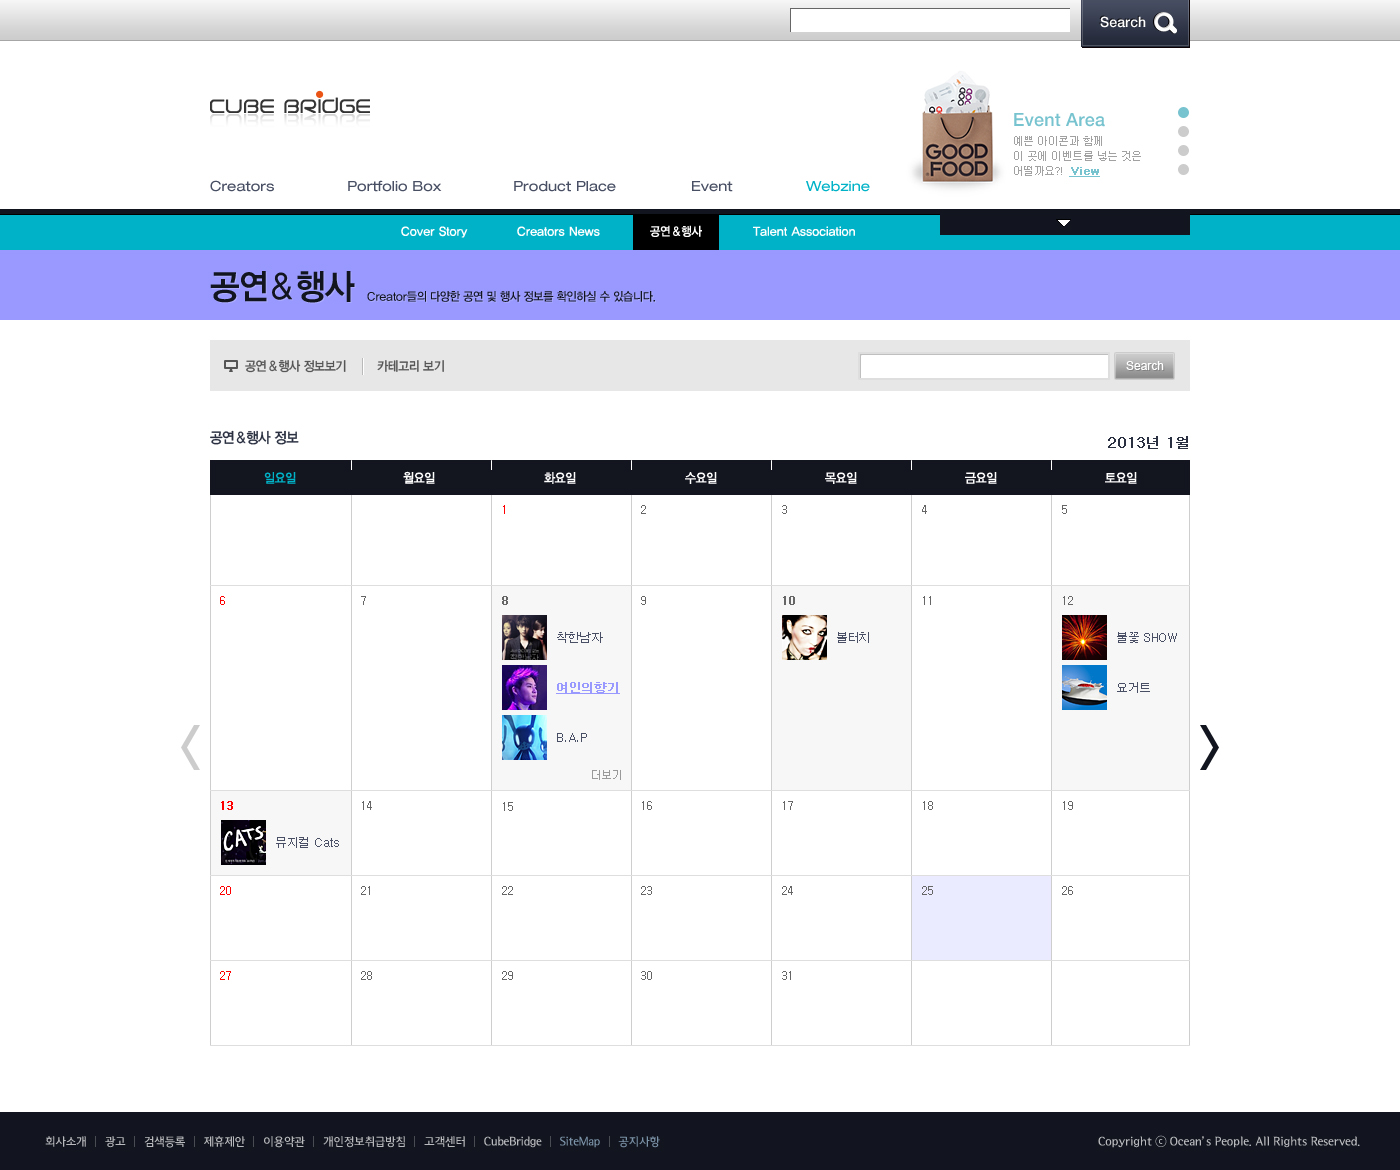 Search
CUBE BRIDGE
GOOD
FOOD
Event Area
예쁜 아이콘과 함께
이 곳에 이벤트를 넣는 것은
어떨까요?! View
Creators Portfolio Box Product Place Event Webzine
Cover Story Creators News 공연&행사 Talent Association
공연&행사 Creator들의 다양한 공연 및 행사 정보를 확인하실 수 있습니다.
공연&행사 정보보기 카테고리 보기 Search
공연&행사 정보
2013년 1월
일요일 월요일 화요일 수요일 목요일 금요일 토요일
1 2 3 4 5
6 7 8 9 10 11 12
착한남자 볼터치 불꽃 SHOW
여인의향기 요거트
B.A.P
더보기
13 14 15 16 17 18 19
CATS 뮤지컬 Cats
20 21 22 23 24 25 26
27 28 29 30 31
회사소개 광고 검색등록 제휴제안 이용약관 개인정보취급방침 고객센터 CubeBridge SiteMap 공지사항
Copyright ⓒ Ocean's People. All Rights Reserved.